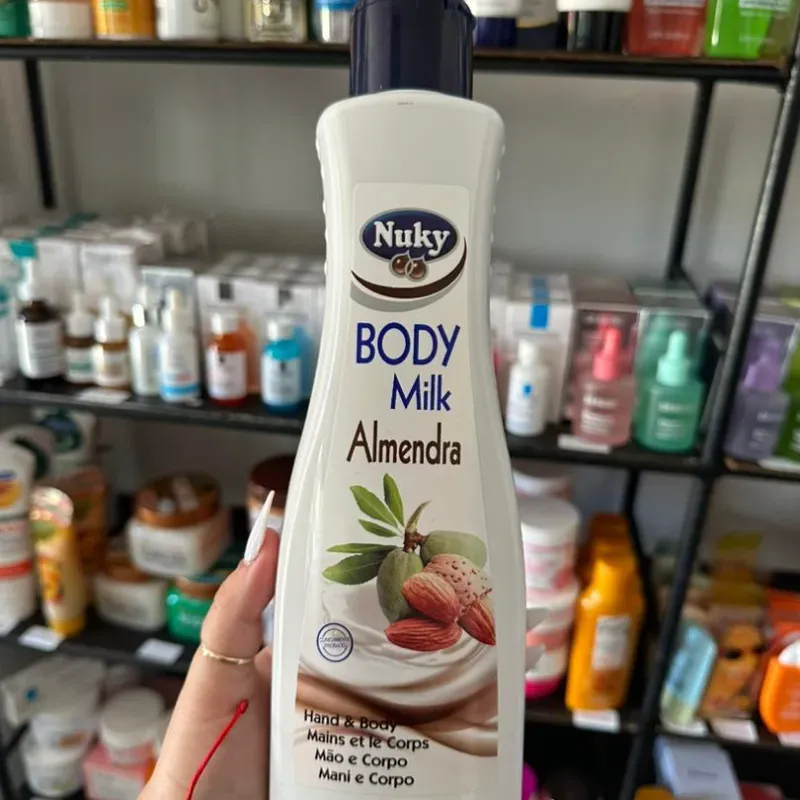 Nuky
BODY
Milk
Almendra
Hand & Body
Mains et le Corps
Mão e Corpo
Mani e Corpo